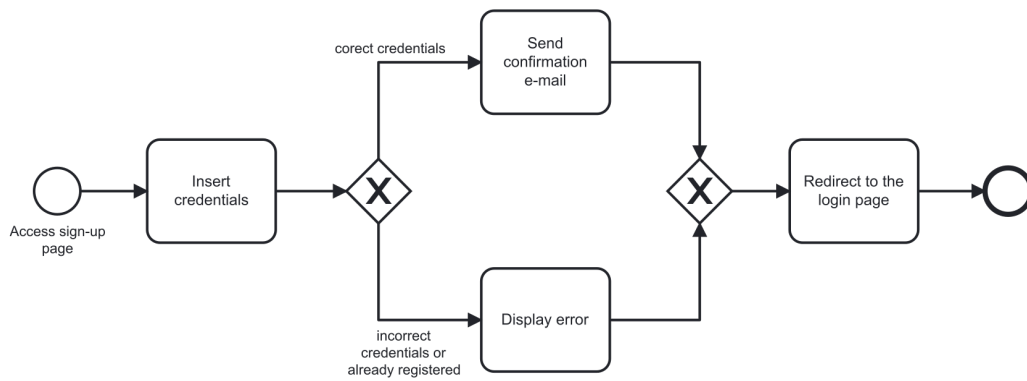 Access sign-up
page
Insert
credentials
X
corect credentials
Send
confirmation
e-mail
incorrect
credentials or
already registered
Display error
X
Redirect to the
login page